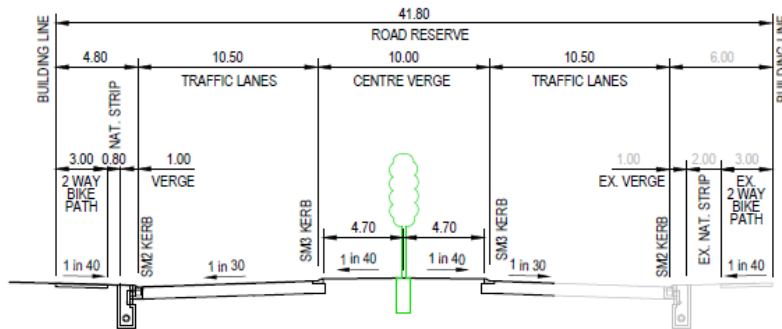 41.80
ROAD RESERVE
BUILDING LINE
BUILDING LINE
4.80
10.50
10.00
10.50
6.00
TRAFFIC LANES
CENTRE VERGE
TRAFFIC LANES
NAT. STRIP
3.00
0.80
1.00
1.00
2.00
3.00
2 WAY
BIKE
PATH
VERGE
EX. VERGE
EX. NAT. STRIP
EX.
2 WAY
BIKE
PATH
SM2 KERB
SM3 KERB
4.70
4.70
SM3 KERB
SM2 KERB
1 in 40
1 in 30
1 in 40
1 in 40
1 in 30
1 in 40